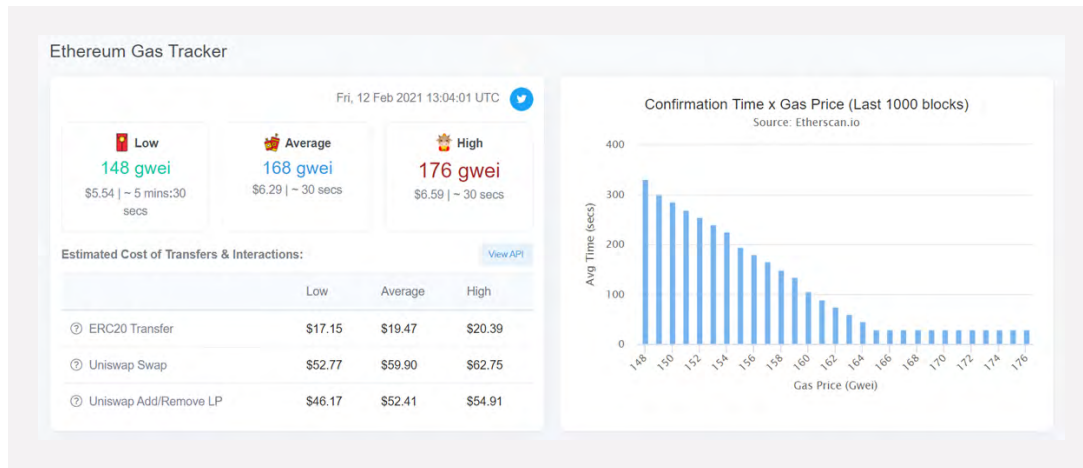 Ethereum Gas Tracker
Fri, 12 Feb 2021 13:04:01 UTC
Low
148 gwei
$5.54 | ~ 5 mins:30
secs
Average
168 gwei
$6.29 | ~ 30 secs
High
176 gwei
$6.59 | ~ 30 secs
Estimated Cost of Transfers & Interactions:
View API
Low Average High
ERC20 Transfer $17.15 $19.47 $20.39
Uniswap Swap $52.77 $59.90 $62.75
Uniswap Add/Remove LP $46.17 $52.41 $54.91
Confirmation Time x Gas Price (Last 1000 blocks)
Source: Etherscan.io
Avg Time (secs)
400
300
200
100
0
148 150 152 154 156 158 160 162 164 166 168 170 172 174 176
Gas Price (Gwei)